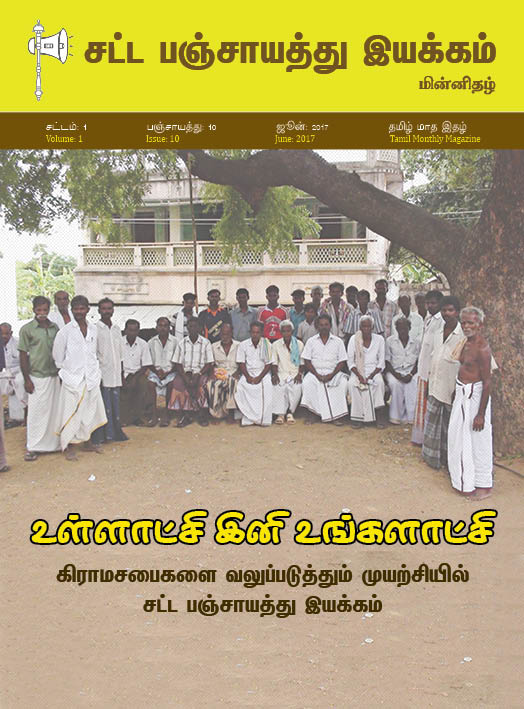 சட்ட பஞ்சாயத்து இயக்கம்
மின்னிதழ்
சட்டம்: 1 பஞ்சாயத்து: 10 ஜூன்: 2017 தமிழ் மாத இதழ்
Volume: 1 Issue: 10 June: 2017 Tamil Monthly Magazine
உள்ளாட்சி இனி உங்களாட்சி
கிராமசபைகளை வலுப்படுத்தும் முயற்சியில்
சட்ட பஞ்சாயத்து இயக்கம்